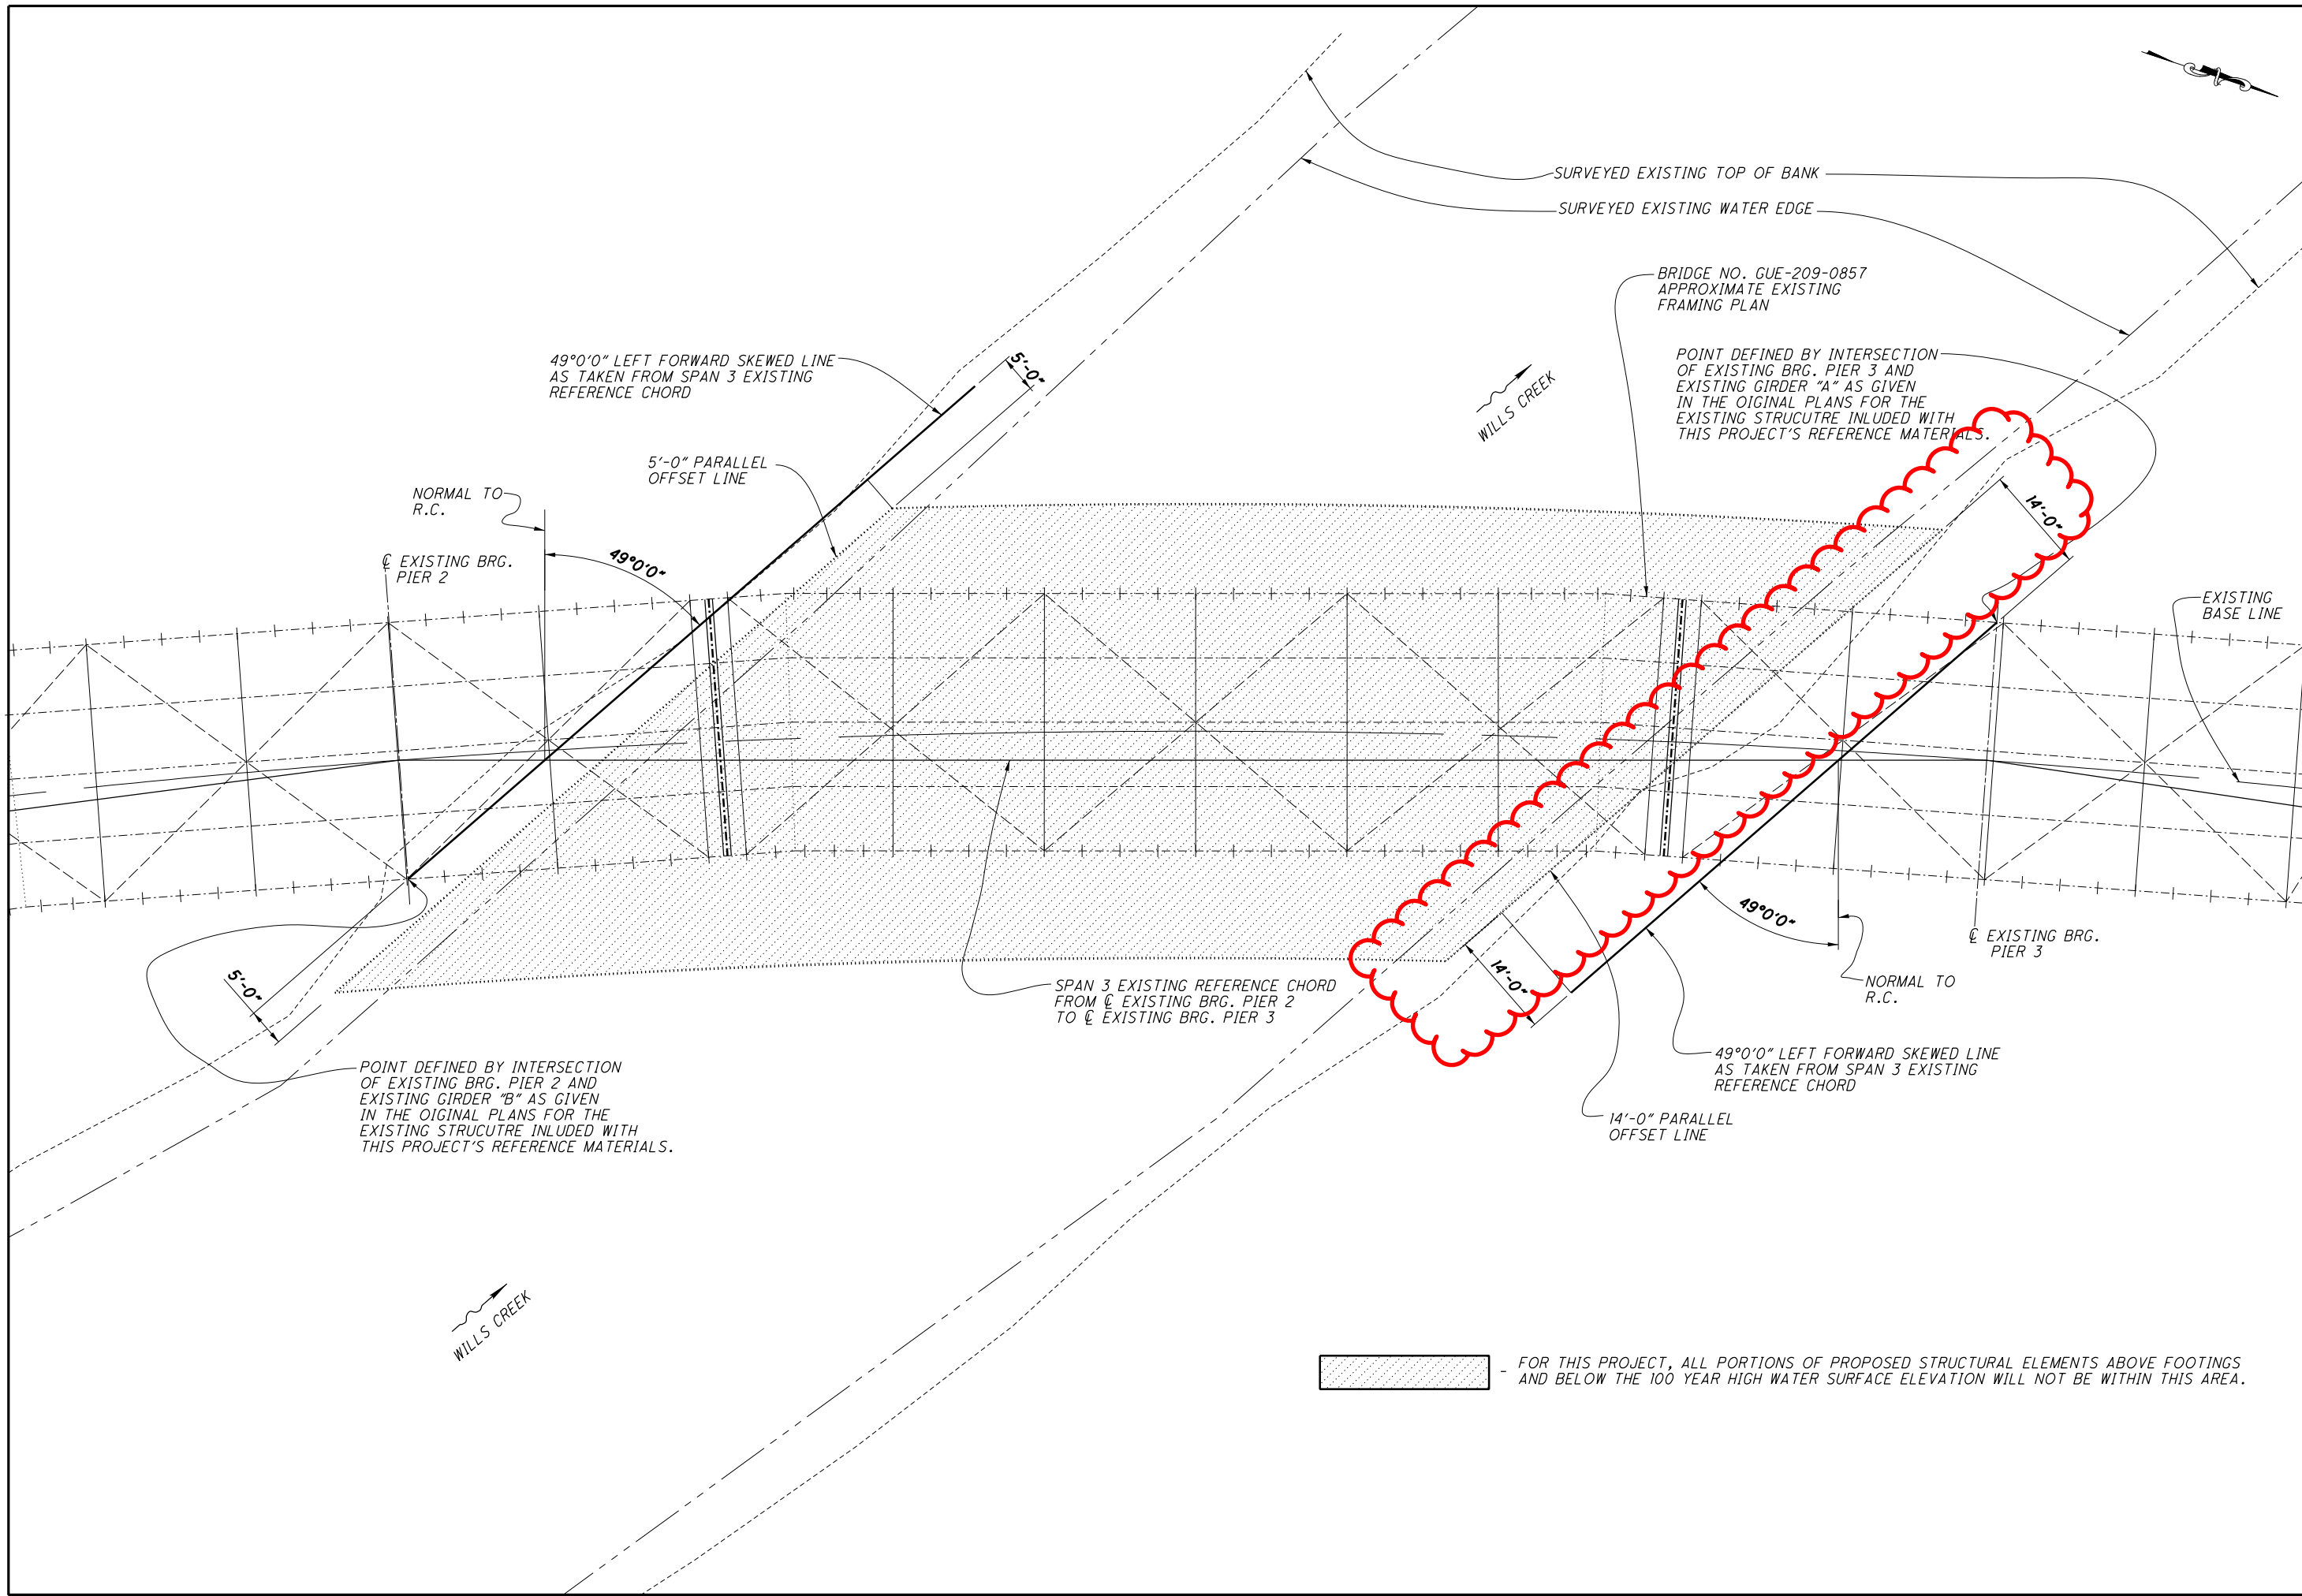 SURVEYED EXISTING TOP OF BANK
SURVEYED EXISTING WATER EDGE
BRIDGE NO. GUE-209-0857
APPROXIMATE EXISTING
FRAMING PLAN
49°0'0" LEFT FORWARD SKEWED LINE
AS TAKEN FROM SPAN 3 EXISTING
REFERENCE CHORD
5'-0"
WILLS CREEK
POINT DEFINED BY INTERSECTION
OF EXISTING BRG. PIER 3 AND
EXISTING GIRDER "A" AS GIVEN
IN THE OIGINAL PLANS FOR THE
EXISTING STRUCUTRE INLUDED WITH
THIS PROJECT'S REFERENCE MATERIALS.
5'-0" PARALLEL
OFFSET LINE
NORMAL TO
R.C.
14'-0"
℄ EXISTING BRG.
PIER 2
49°0'0"
EXISTING
BASE LINE
49°0'0"
℄ EXISTING BRG.
PIER 3
5'-0"
14'-0"
NORMAL TO
R.C.
SPAN 3 EXISTING REFERENCE CHORD
FROM ℄ EXISTING BRG. PIER 2
TO ℄ EXISTING BRG. PIER 3
49°0'0" LEFT FORWARD SKEWED LINE
AS TAKEN FROM SPAN 3 EXISTING
REFERENCE CHORD
POINT DEFINED BY INTERSECTION
OF EXISTING BRG. PIER 2 AND
EXISTING GIRDER "B" AS GIVEN
IN THE OIGINAL PLANS FOR THE
EXISTING STRUCUTRE INLUDED WITH
THIS PROJECT'S REFERENCE MATERIALS.
14'-0" PARALLEL
OFFSET LINE
WILLS CREEK
- FOR THIS PROJECT, ALL PORTIONS OF PROPOSED STRUCTURAL ELEMENTS ABOVE FOOTINGS
AND BELOW THE 100 YEAR HIGH WATER SURFACE ELEVATION WILL NOT BE WITHIN THIS AREA.